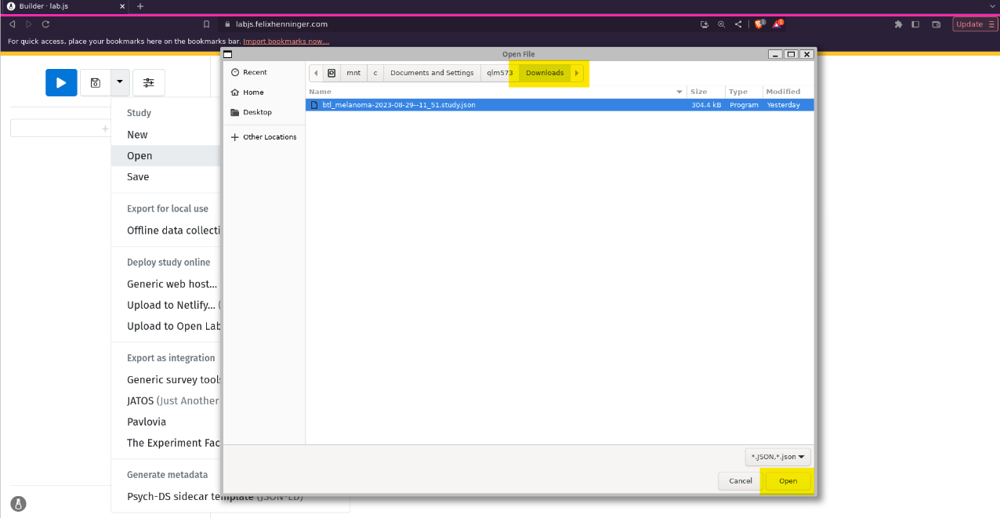 Builder · lab.js
labjs.felixhenninger.com
Update
For quick access, place your bookmarks here on the bookmarks bar. Import bookmarks now...
Study
New
Open
Save
Export for local use
Offline data collecti
Deploy study online
Generic web host...
Upload to Netlify...
Upload to Open Lab
Export as integration
Generic survey tools
JATOS (Just Another
Pavlovia
The Experiment Fac
Generate metadata
Psych-DS sidecar template (JSON-LD)
Open File
Recent
Home
Desktop
Other Locations
mnt c Documents and Settings qlm573 Downloads
Name Size Type Modified
btl_melanoma-2023-08-29--11_51.study.json 304.4 kB Program Yesterday
*.JSON,*.json
Cancel Open